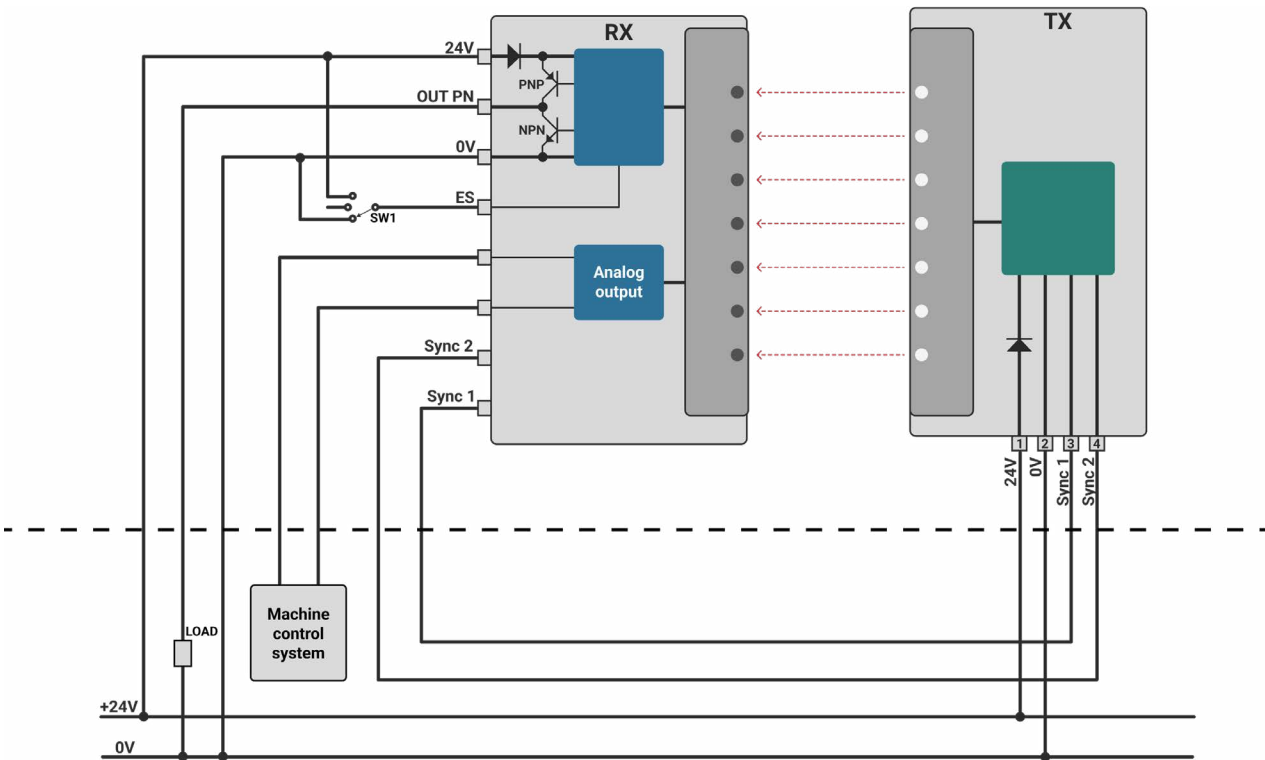 RX
TX
24V
PNP
OUT PN
NPN
0V
ES
SW1
Analog
output
Sync 2
Sync 1
1
2
3
4
24V
0V
Sync 1
Sync 2
Machine
control
system
LOAD
+24V
0V